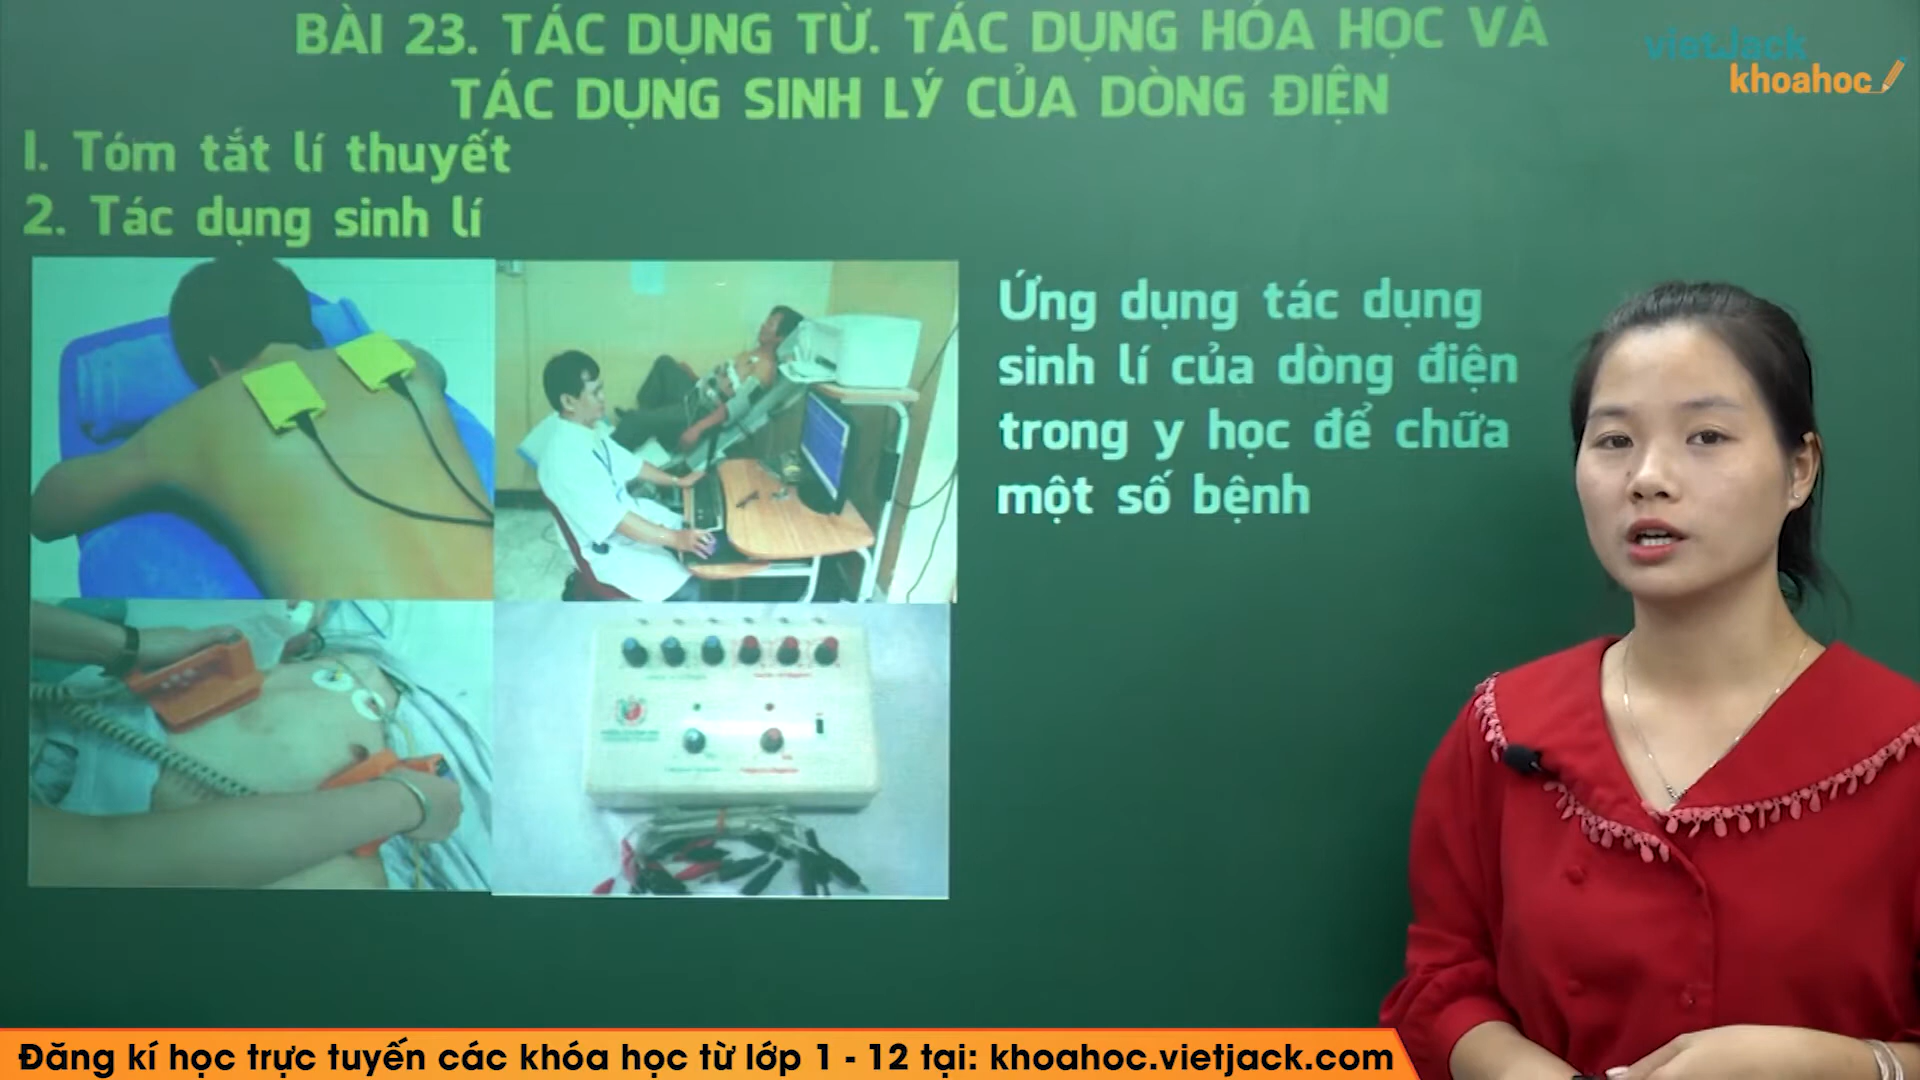 BÀI 23. TÁC DỤNG TỪ. TÁC DỤNG HÓA HỌC VÀ
TÁC DỤNG SINH LÝ CỦA DÒNG ĐIỆN
vietJack
khoahoc
I. Tóm tắt lí thuyết
2. Tác dụng sinh lí
Ứng dụng tác dụng
sinh lí của dòng điện
trong y học để chữa
một số bệnh
Đăng kí học trực tuyến các khóa học từ lớp 1 - 12 tại: khoahoc.vietjack.com